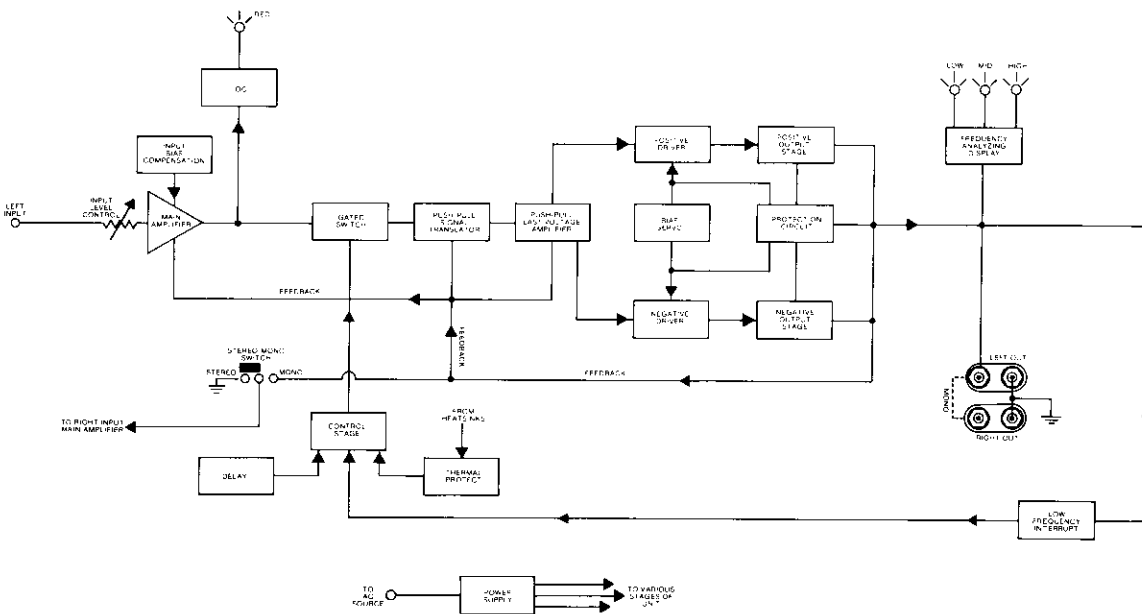 RED
IOC
LOW
MID
HIGH
FREQUENCY
ANALYZING
DISPLAY
INPUT
BIAS
COMPENSATION
POSITIVE
DRIVER
POSITIVE
OUTPUT
STAGE
LEFT
INPUT
INPUT
LEVEL
CONTROL
MAIN
AMPLIFIER
GATED
SWITCH
PUSH-PULL
SIGNAL
TRANSLATOR
PUSH-PULL
LAST VOLTAGE
AMPLIFIER
BIAS
SERVO
PROTECTION
CIRCUIT
FEEDBACK
NEGATIVE
DRIVER
NEGATIVE
OUTPUT
STAGE
FEEDBACK
STEREO MONO
SWITCH
STEREO
MONO
FEEDBACK
LEFT OUT
MONO
RIGHT OUT
TO RIGHT INPUT
MAIN AMPLIFIER
CONTROL
STAGE
FROM
HEATSINKS
DELAY
THERMAL
PROTECT
LOW
FREQUENCY
INTERRUPT
TO
AC
SOURCE
POWER
SUPPLY
TO VARIOUS
STAGES OF
UNIT